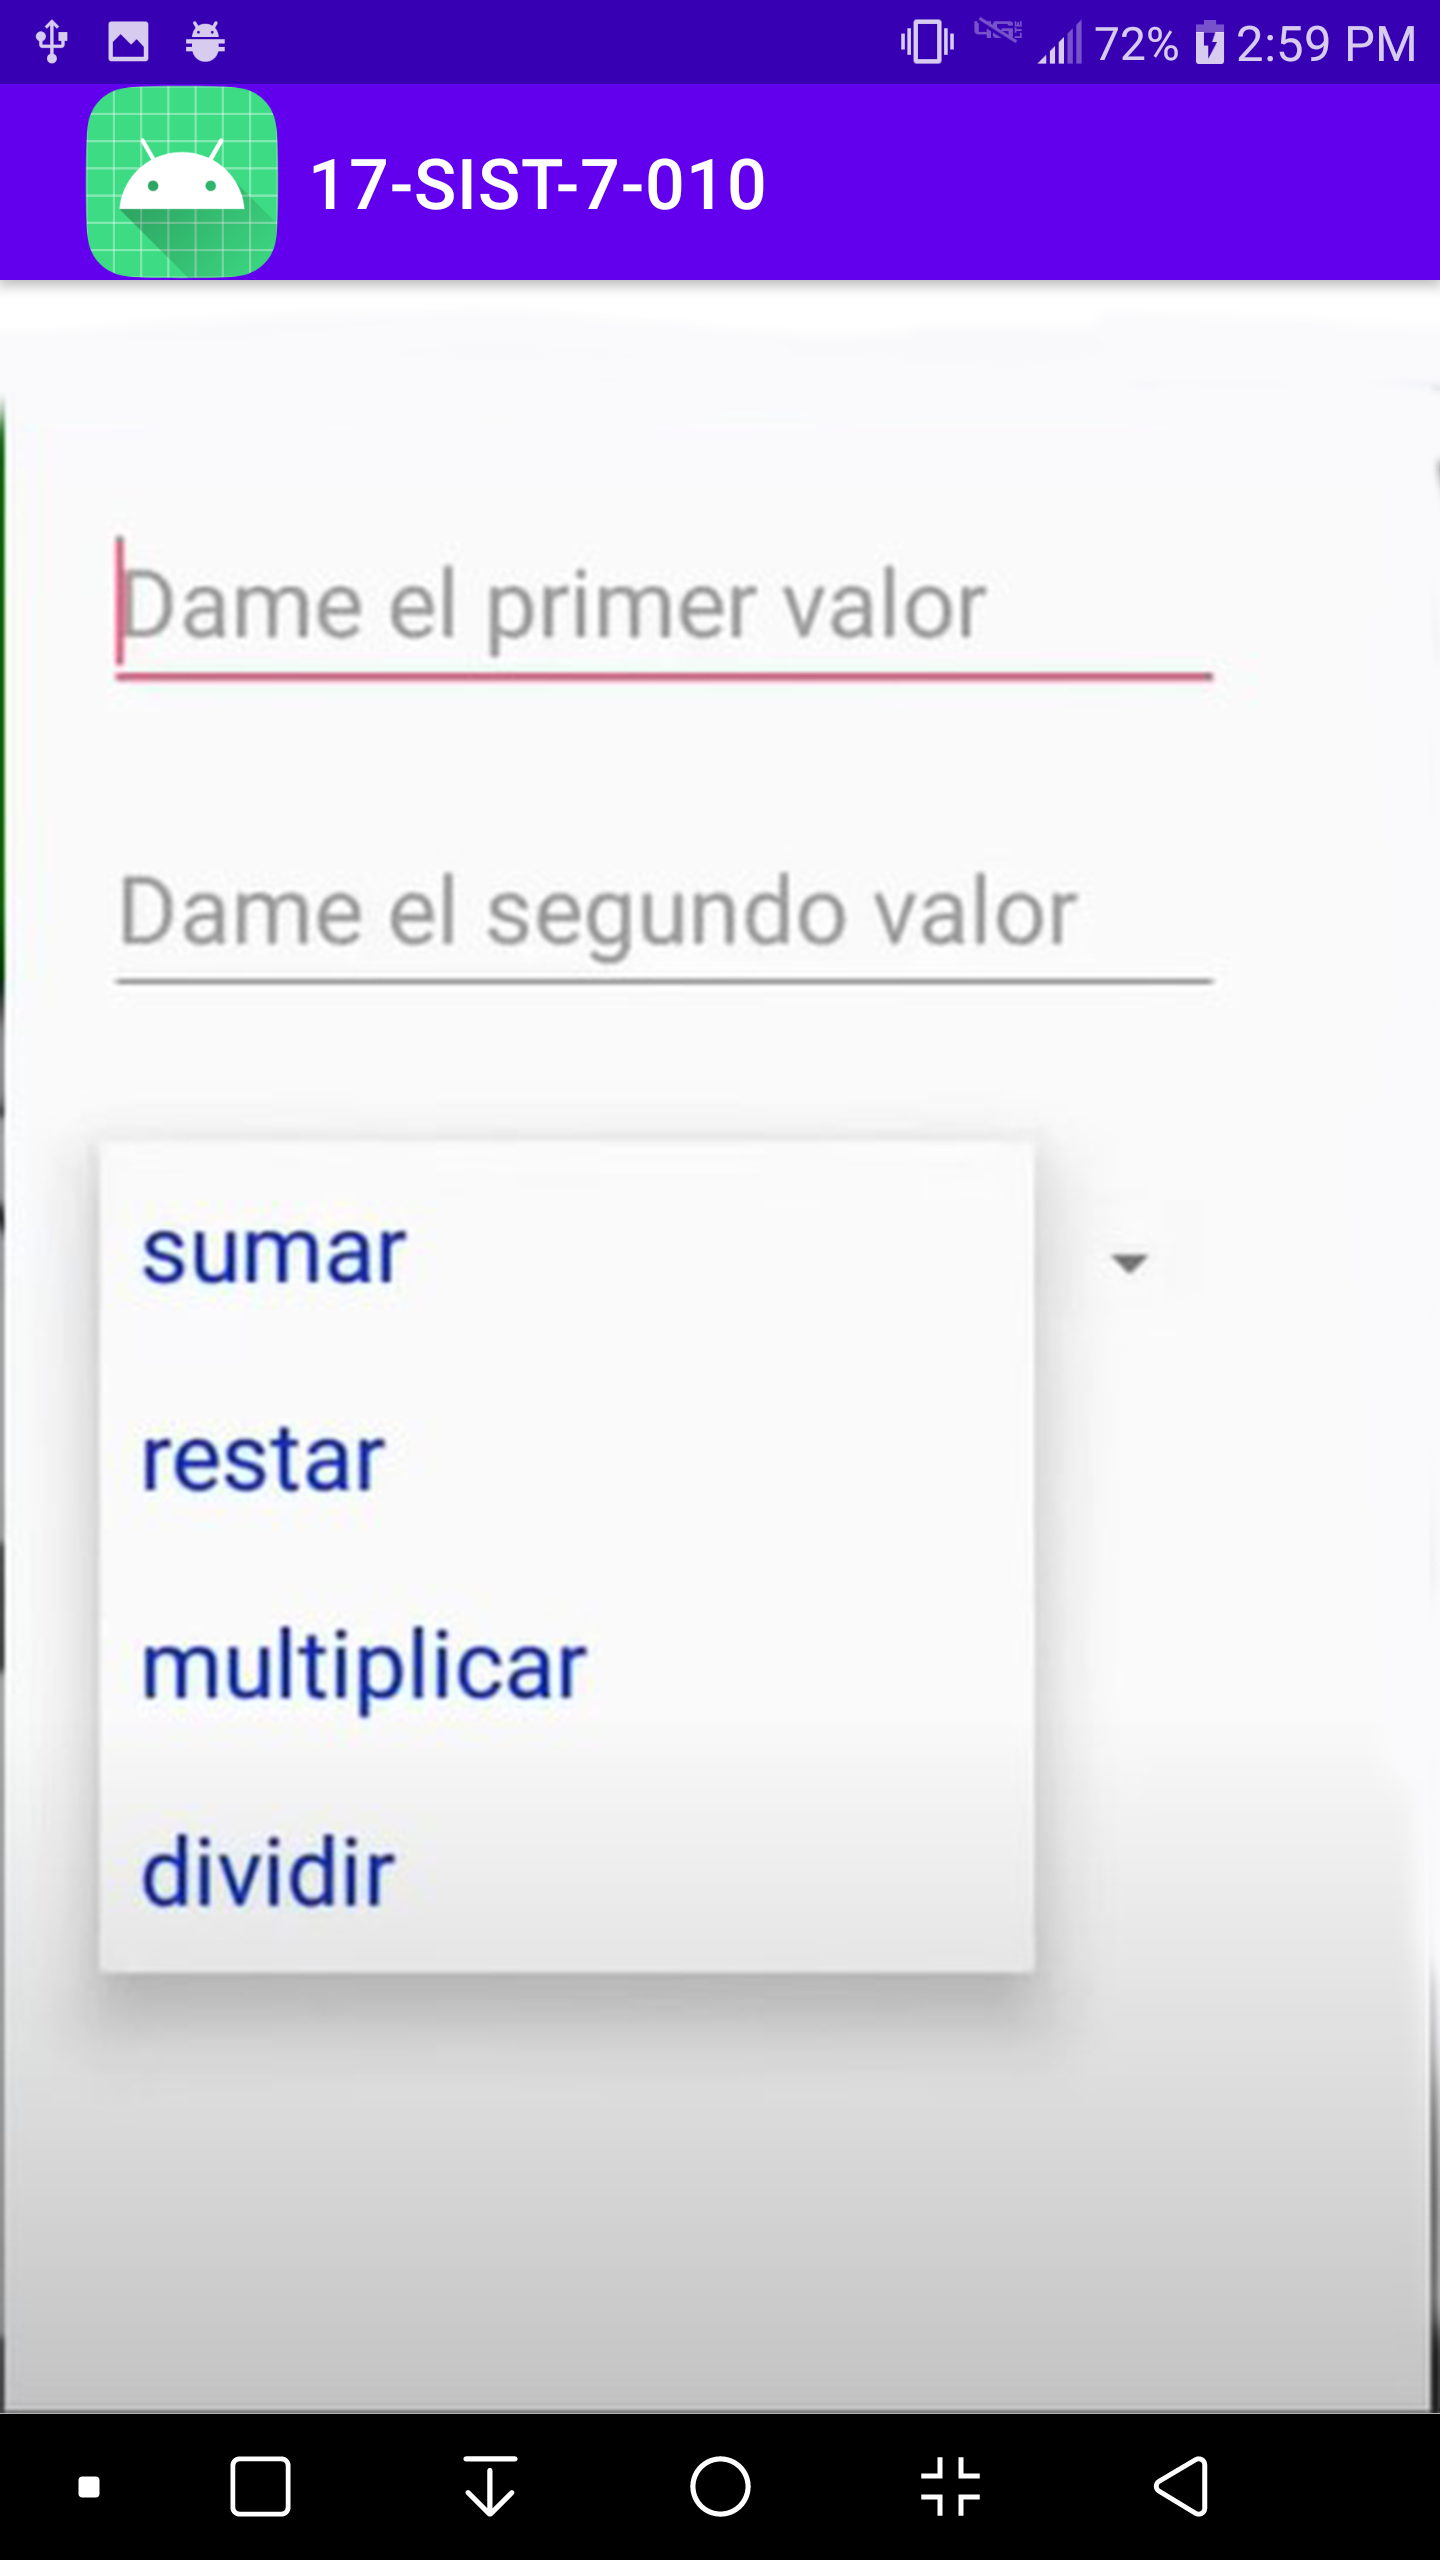 72% 2:59 PM
17-SIST-7-010
Dame el primer valor
Dame el segundo valor
sumar
restar
multiplicar
dividir